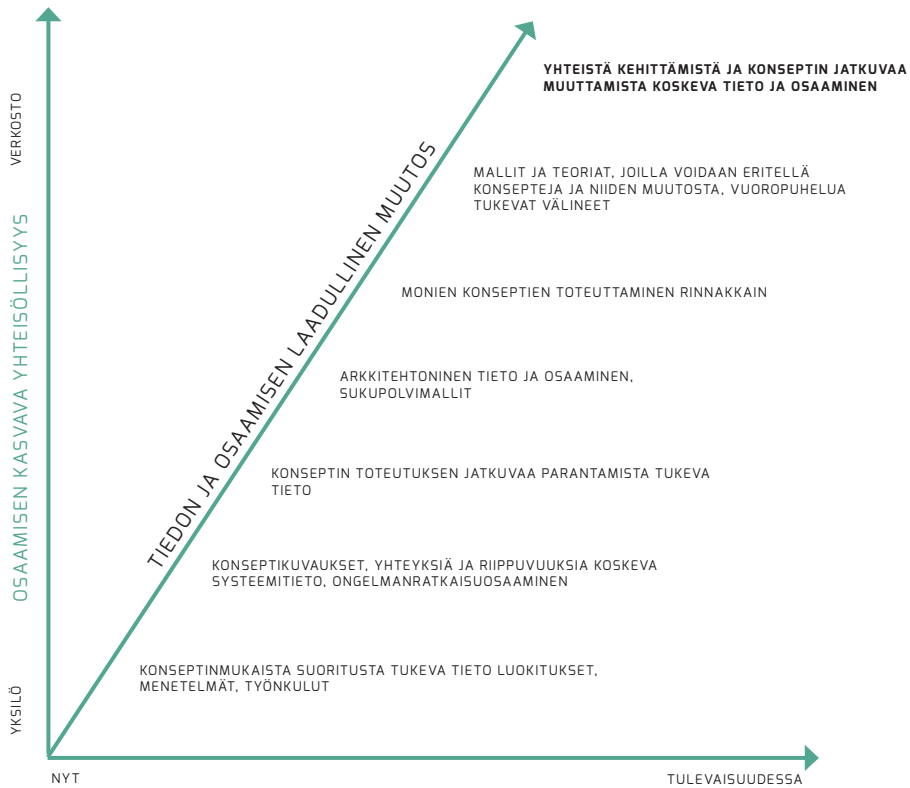 YHTEISTÄ KEHITTÄMISTÄ JA KONSEPTIN JATKUVAA
MUUTTAMISTA KOSKEVA TIETO JA OSAAMINEN
VERKOSTO
MALLIT JA TEORIAT, JOILLA VOIDAAN ERITELLÄ
KONSEPTEJA JA NIIDEN MUUTOSTA, VUOROPUHELUA
TUKEVAT VÄLINEET
TIEDON JA OSAAMISEN LAADULLINEN MUUTOS
OSAAMISEN KASVAVA YHTEISÖLLISYYS
MONIEN KONSEPTIEN TOTEUTTAMINEN RINNAKKAIN
ARKKITEHTONINEN TIETO JA OSAAMINEN,
SUKUPOLVIMALLIT
KONSEPTIN TOTEUTUKSEN JATKUVAA PARANTAMISTA TUKEVA
TIETO
KONSEPTIKUVAUKSET, YHTEYKSIÄ JA RIIPPUVUUKSIA KOSKEVA
SYSTEEMITIETO, ONGELMANRATKAISUOSAAMINEN
KONSEPTINMUKAISTA SUORITUSTA TUKEVA TIETO LUOKITUKSET,
MENETELMÄT, TYÖNKULUT
YKSILÖ
NYT
TULEVAISUUDESSA